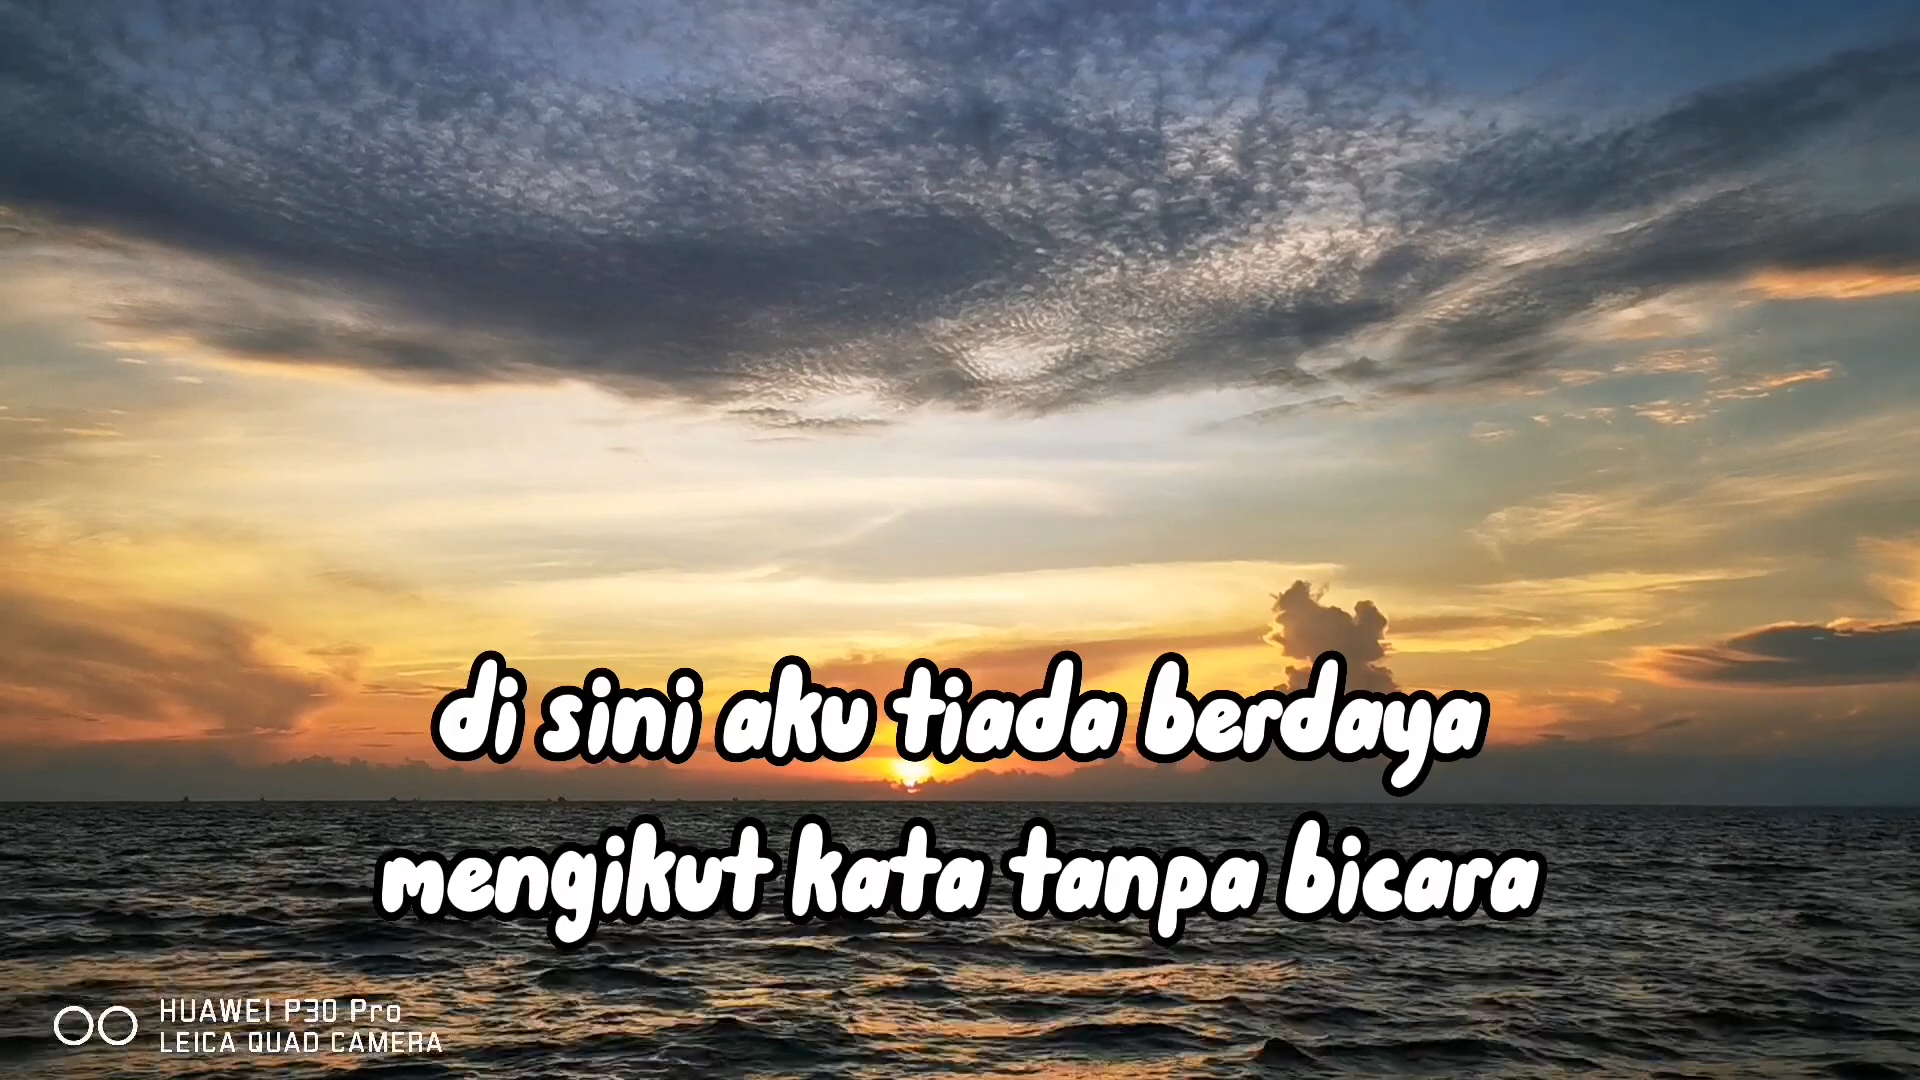 di sini aku tiada berdaya
mengikut kata tanpa bicara
HUAWEI P30 Pro
LEICA QUAD CAMERA